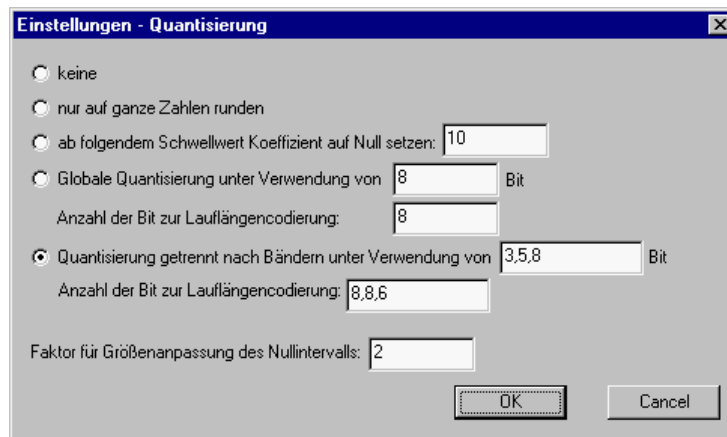 Einstellungen - Quantisierung
keine
nur auf ganze Zahlen runden
ab folgendem Schwellwert Koeffizient auf Null setzen: 10
Globale Quantisierung unter Verwendung von 8 Bit
Anzahl der Bit zur Lauflängencodierung: 8
Quantisierung getrennt nach Bändern unter Verwendung von 3,5,8 Bit
Anzahl der Bit zur Lauflängencodierung: 8,8,6
Faktor für Größenanpassung des Nullintervalls: 2
OK Cancel